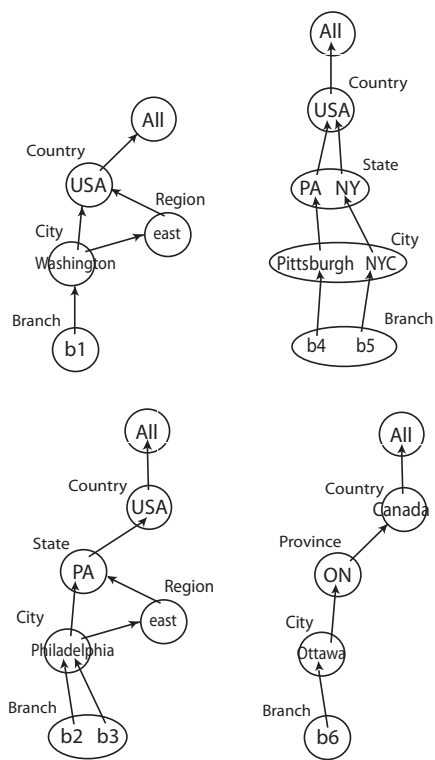 All
Country
USA
Region
City
east
Washington
Branch
b1
All
Country
USA
State
PA NY
City
Pittsburgh NYC
Branch
b4 b5
All
Country
USA
State
PA
Region
City
east
Philadelphia
Branch
b2 b3
All
Country
Canada
Province
ON
City
Ottawa
Branch
b6